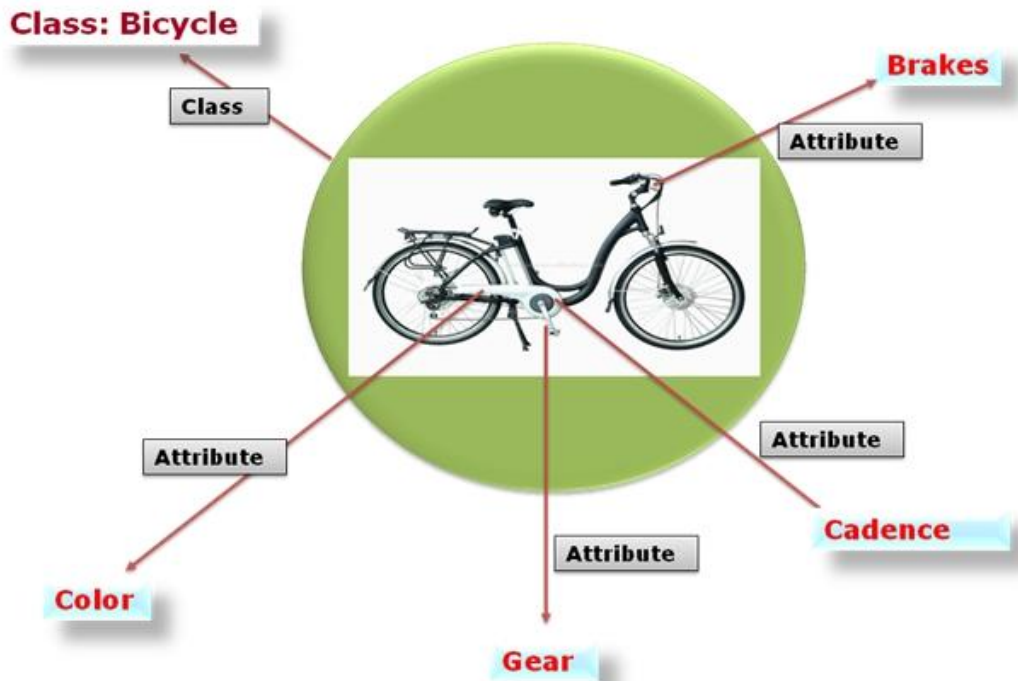 Class: Bicycle
Brakes
Class
Attribute
Attribute
Attribute
Cadence
Attribute
Color
Gear